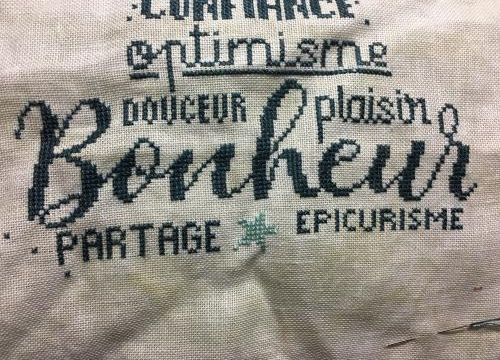 CONFIANCE
optimisme
DOUCEUR plaisir
Bonheur
PARTAGE EPICURISME